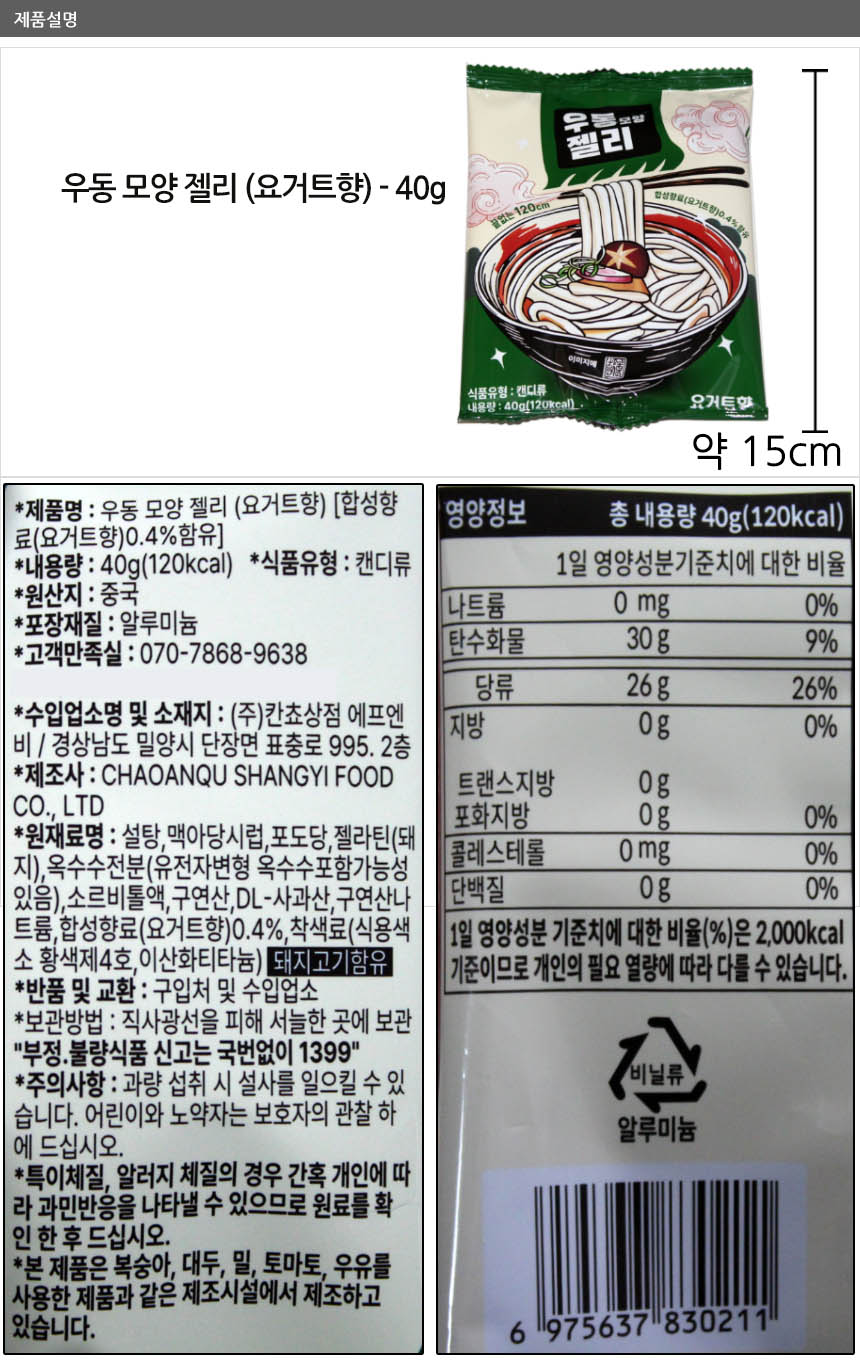 제품설명
우동 모양 젤리 (요거트향) - 40g
우동모양
젤리
끝없는 120cm
합성향료(요거트향)0.4%함유
이미지예
식품유형 : 캔디류
내용량 : 40g(120kcal)
요거트향
약 15cm
*제품명 : 우동 모양 젤리 (요거트향) [합성향
료(요거트향)0.4%함유]
*내용량 : 40g(120kcal) *식품유형 : 캔디류
*원산지 : 중국
*포장재질 : 알루미늄
*고객만족실 : 070-7868-9638
*수입업소명 및 소재지 : (주)칸쵸상점 에프엔
비 / 경상남도 밀양시 단장면 표충로 995. 2층
*제조사 : CHAOANQU SHANGYI FOOD
CO., LTD
*원재료명 : 설탕,맥아당시럽,포도당,젤라틴(돼
지),옥수수전분(유전자변형 옥수수포함가능성
있음),소르비톨액,구연산,DL-사과산,구연산나
트륨,합성향료(요거트향)0.4%,착색료(식용색
소 황색제4호,이산화티타늄) 돼지고기함유
*반품 및 교환 : 구입처 및 수입업소
*보관방법 : 직사광선을 피해 서늘한 곳에 보관
"부정.불량식품 신고는 국번없이 1399"
*주의사항 : 과량 섭취 시 설사를 일으킬 수 있
습니다. 어린이와 노약자는 보호자의 관찰 하
에 드십시오.
*특이체질, 알러지 체질의 경우 간혹 개인에 따
라 과민반응을 나타낼 수 있으므로 원료를 확
인 한 후 드십시오.
*본 제품은 복숭아, 대두, 밀, 토마토, 우유를
사용한 제품과 같은 제조시설에서 제조하고
있습니다.
영양정보 총 내용량 40g(120kcal)
1일 영양성분기준치에 대한 비율
나트륨 0 mg 0%
탄수화물 30 g 9%
당류 26 g 26%
지방 0 g 0%
트랜스지방 0 g
포화지방 0 g 0%
콜레스테롤 0 mg 0%
단백질 0 g 0%
1일 영양성분 기준치에 대한 비율(%)은 2,000kcal
기준이므로 개인의 필요 열량에 따라 다를 수 있습니다.
비닐류
알루미늄
6 975637 830211